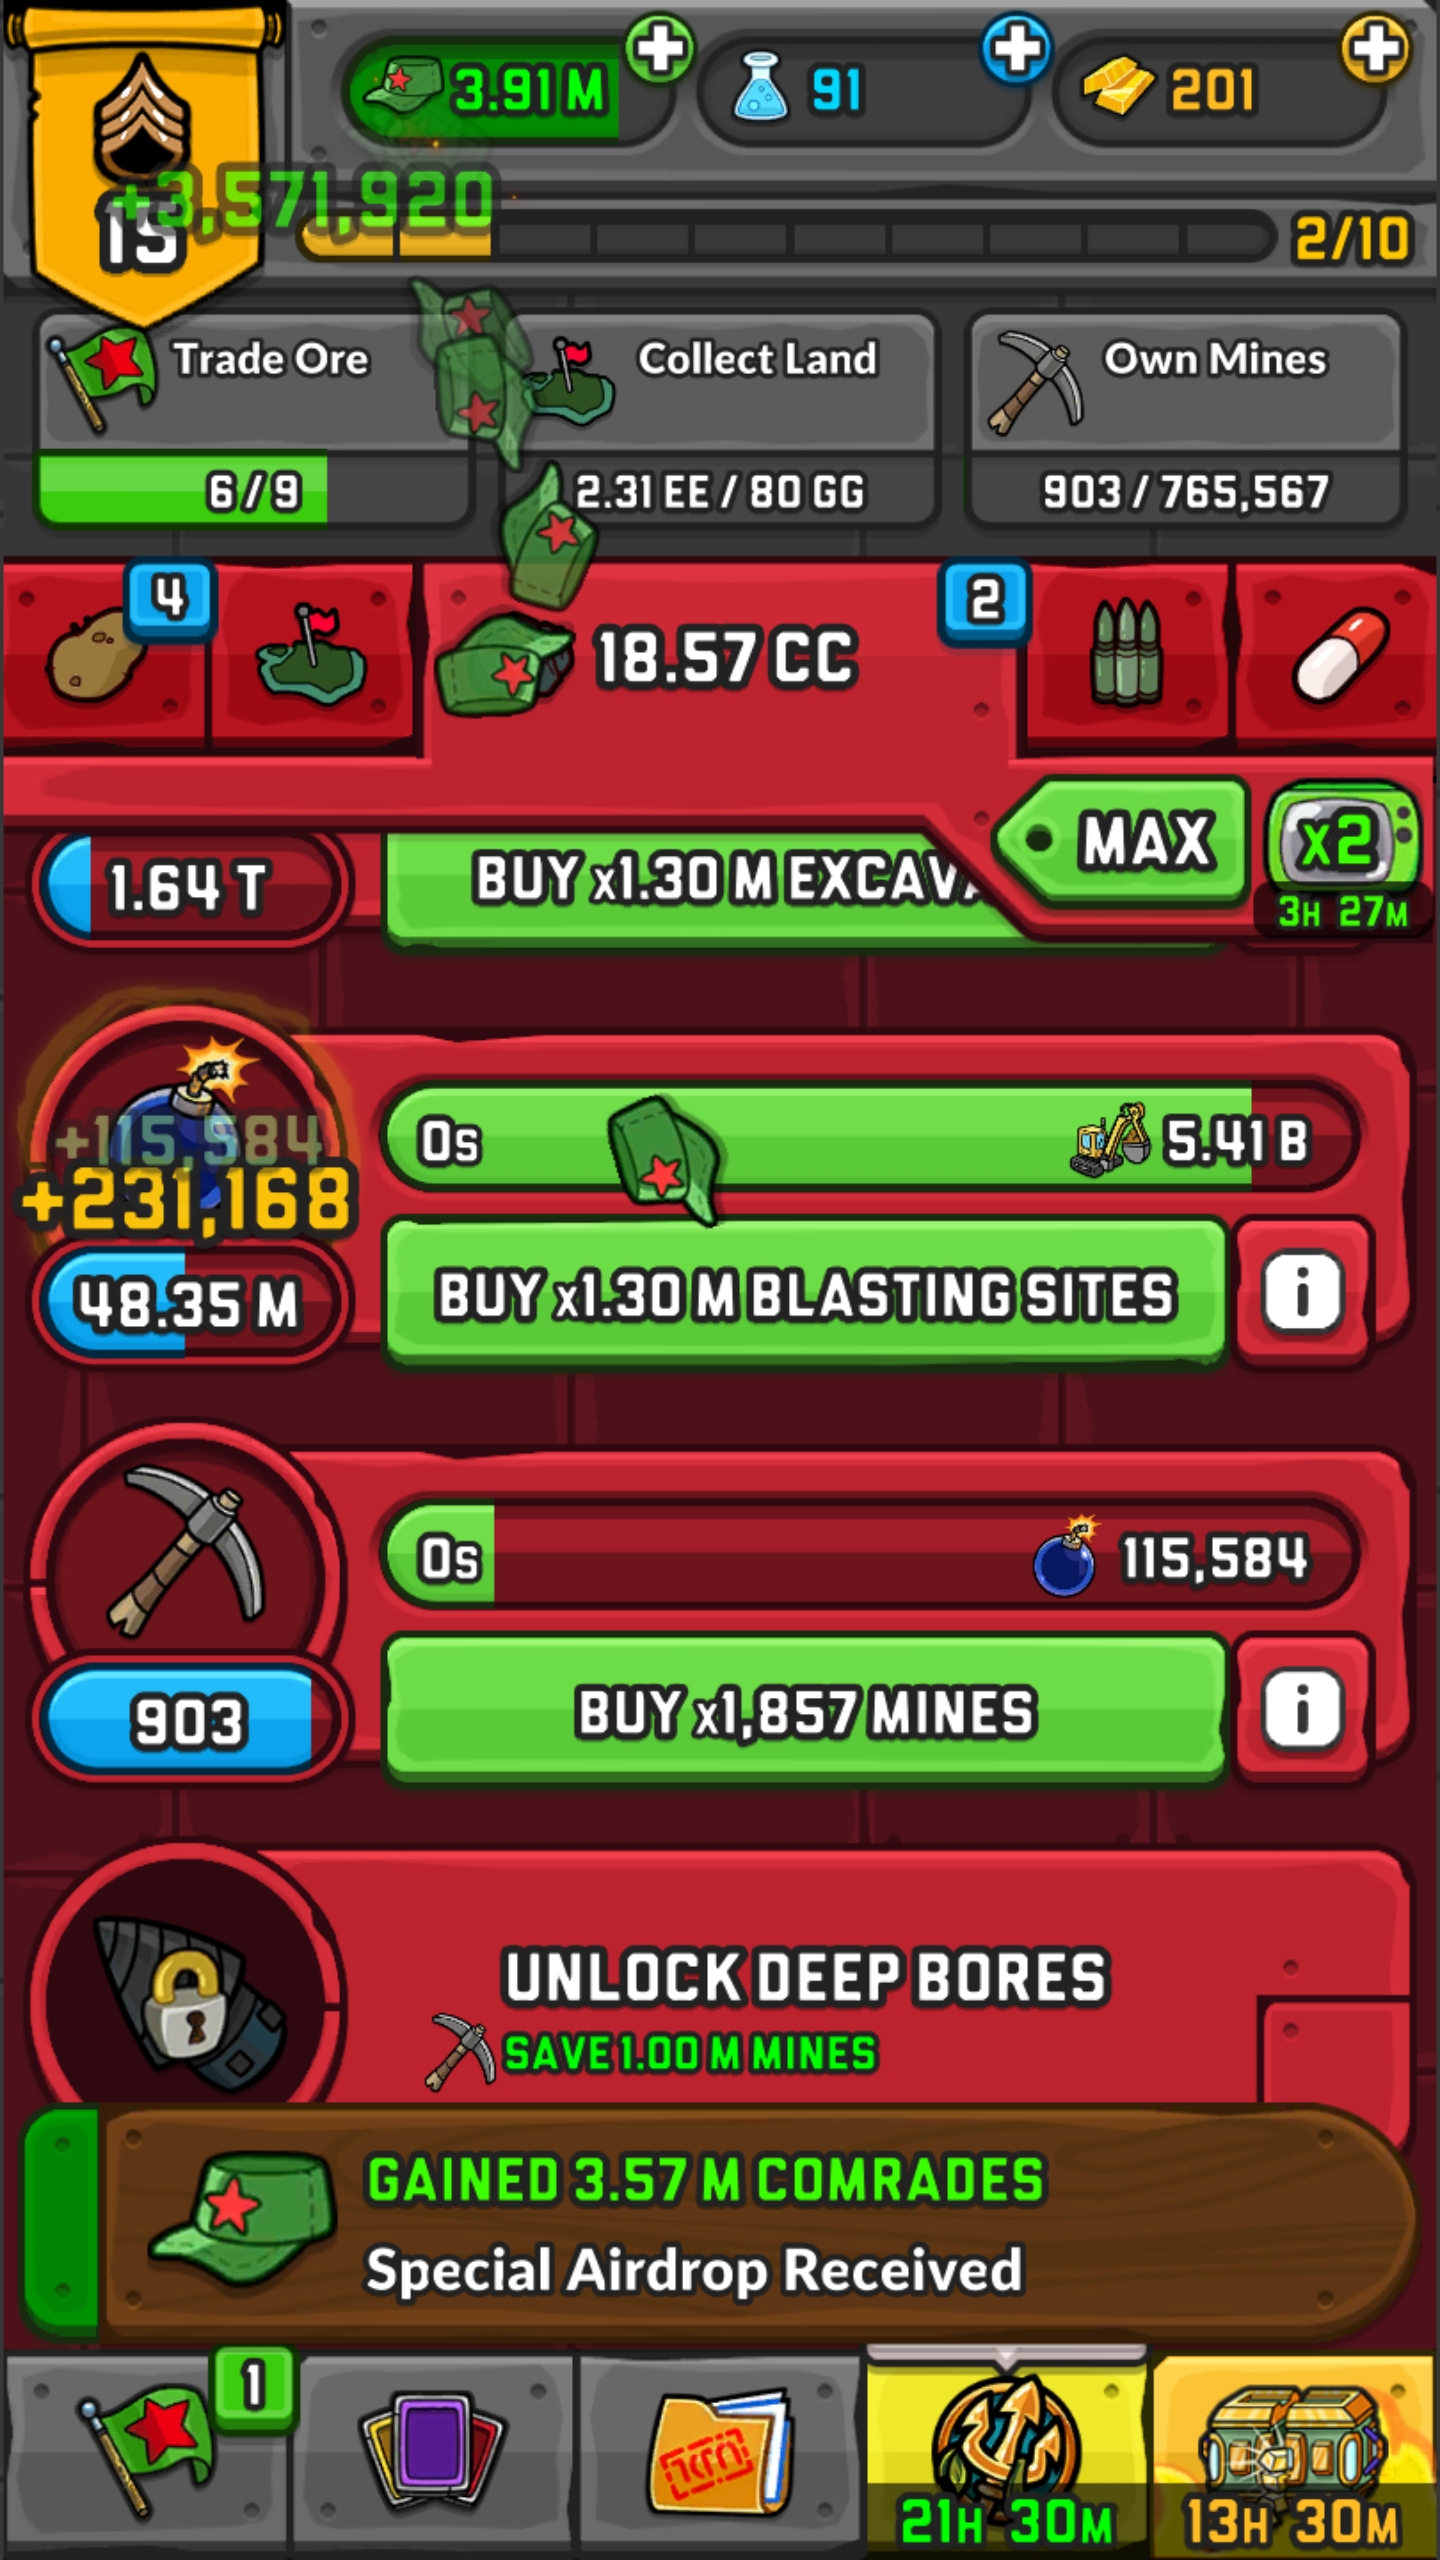 3.91 M
91
201
+3,571,920
15
2/10
Trade Ore
Collect Land
Own Mines
6/9
2.31 EE / 80 GG
903 / 765,567
4
18.57 CC
2
MAX
x2
3H 27M
1.64 T
BUY x1.30 M
+115,584
+231,168
0s
5.41 B
48.35 M
BUY x1.30 M BLASTING SITES
i
0s
115,584
903
BUY x1,857 MINES
i
UNLOCK DEEP BORES
SAVE 1.00 M MINES
GAINED 3.57 M COMRADES
Special Airdrop Received
1
21H 30M
13H 30M